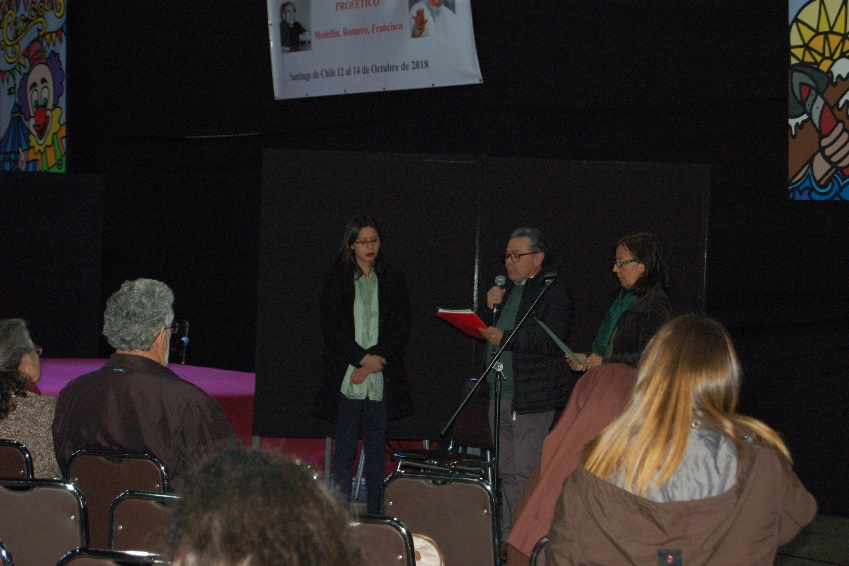 PROFÉTICO
Medellín, Romero, Francisco
Santiago de Chile 12 al 14 de Octubre de 2018